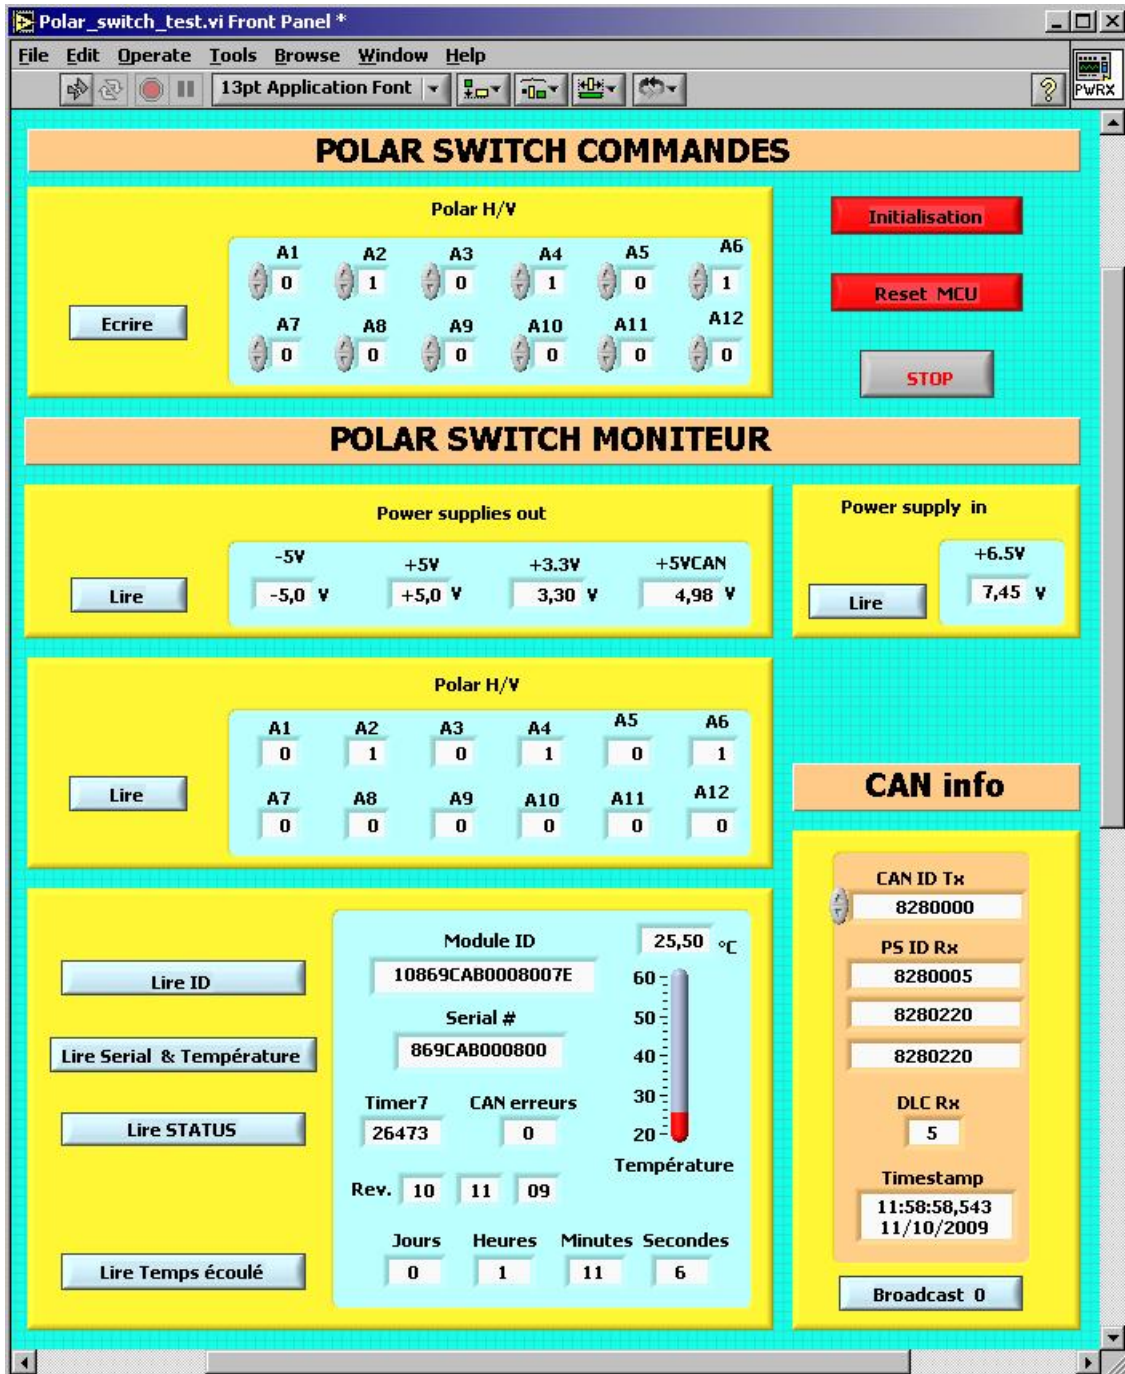 Polar_switch_test.vi Front Panel *
File Edit Operate Tools Browse Window Help
13pt Application Font
PWRX
POLAR SWITCH COMMANDES
Polar H/V
A1 A2 A3 A4 A5 A6
0 1 0 1 0 1
Ecrire
A7 A8 A9 A10 A11 A12
0 0 0 0 0 0
Initialisation
Reset MCU
STOP
POLAR SWITCH MONITEUR
Power supplies out
-5V +5V +3.3V +5VCAN
Lire
-5,0 V +5,0 V 3,30 V 4,98 V
Power supply in
+6.5V
Lire
7,45 V
Polar H/V
A1 A2 A3 A4 A5 A6
0 1 0 1 0 1
Lire
A7 A8 A9 A10 A11 A12
0 0 0 0 0 0
CAN info
CAN ID Tx
8280000
PS ID Rx
8280005
8280220
8280220
DLC Rx
5
Timestamp
11:58:58,543
11/10/2009
Broadcast 0
Lire ID
Lire Serial & Température
Lire STATUS
Lire Temps écoulé
Module ID
10869CAB0008007E
Serial #
869CAB000800
Timer7 CAN erreurs
26473 0
Rev. 10 11 09
Jours Heures Minutes Secondes
0 1 11 6
25,50 °C
60
50
40
30
20
Température